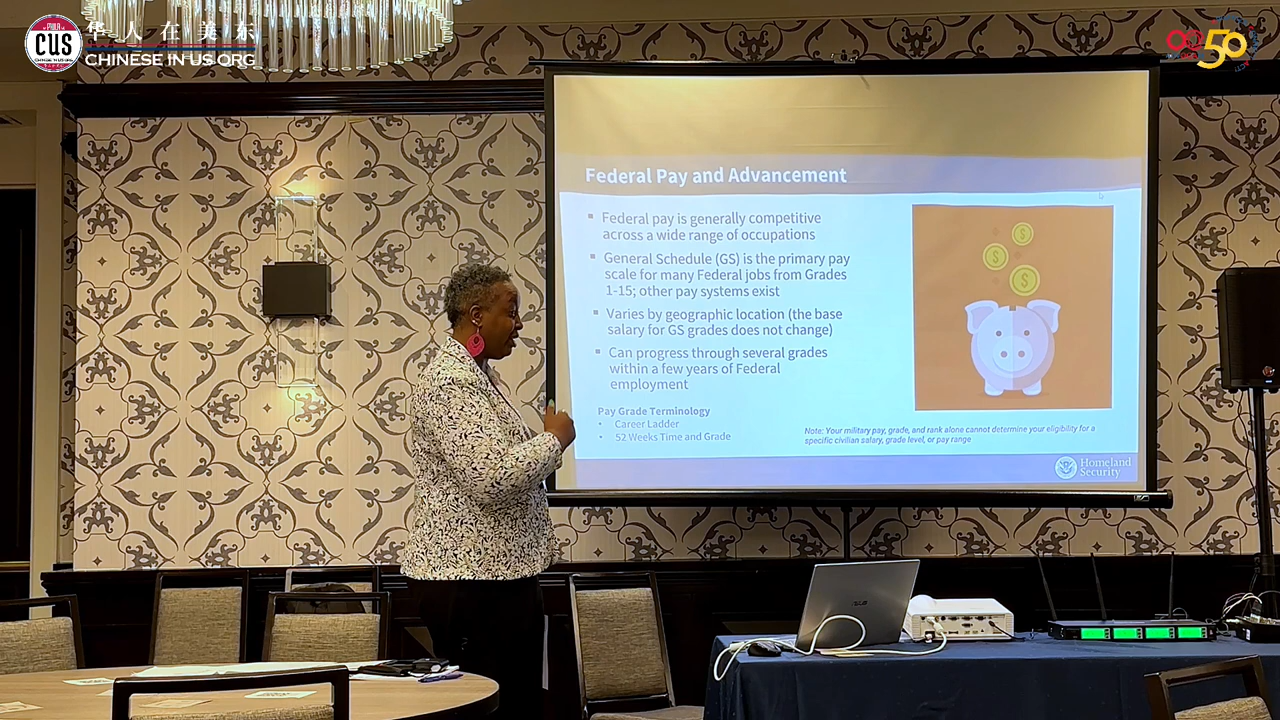 PHILA
CUS
CHINESE IN US.ORG
华人在美东
CHINESE IN US.ORG
50
Federal Pay and Advancement
▪ Federal pay is generally competitive
across a wide range of occupations
▪ General Schedule (GS) is the primary pay
scale for many Federal jobs from Grades
1-15; other pay systems exist
▪ Varies by geographic location (the base
salary for GS grades does not change)
▪ Can progress through several grades
within a few years of Federal
employment
Pay Grade Terminology
• Career Ladder
• 52 Weeks Time and Grade
$
$
$
Note: Your military pay, grade, and rank alone cannot determine your eligibility for a
specific civilian salary, grade level, or pay range.
Homeland
Security